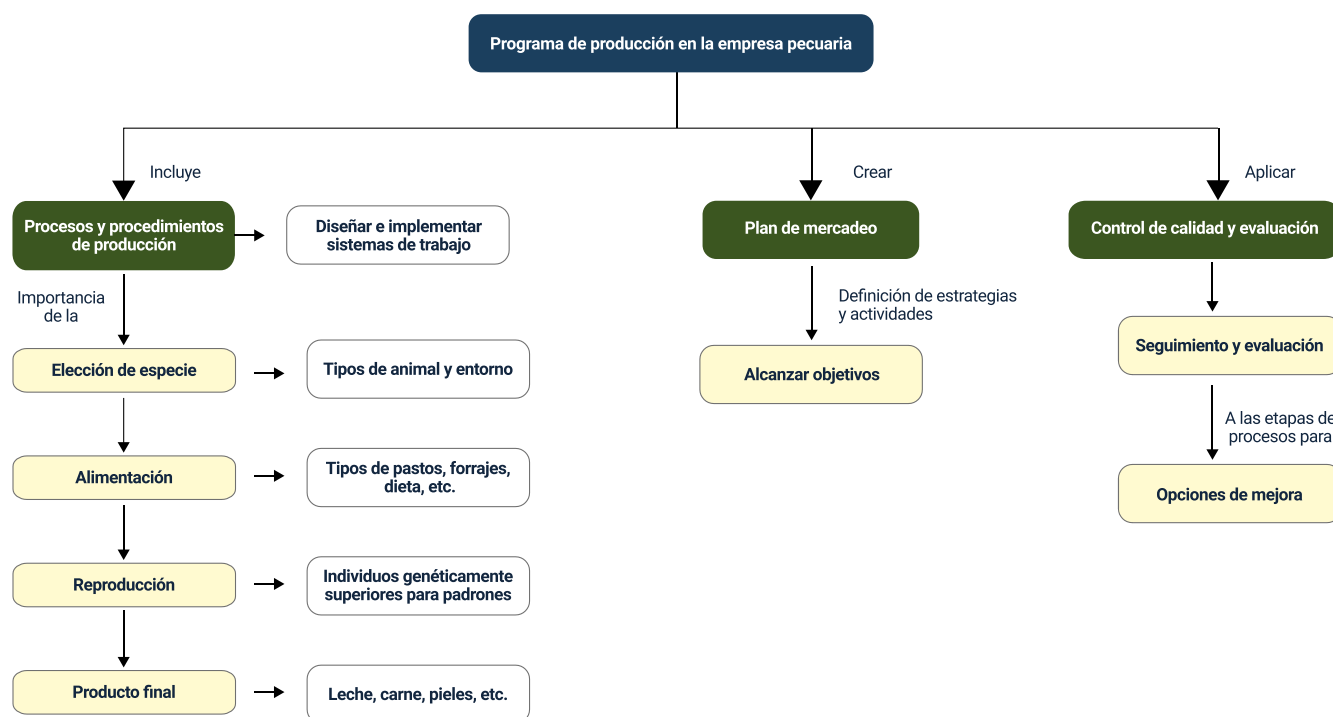 Programa de producción en la empresa pecuaria
Incluye
Crear
Aplicar
Procesos y procedimientos
de producción
Diseñar e implementar
sistemas de trabajo
Plan de mercadeo
Control de calidad y evaluación
Importancia
de la
Definición de estrategias
y actividades
Elección de especie
Tipos de animal y entorno
Alcanzar objetivos
Seguimiento y evaluación
A las etapas de
procesos para
Alimentación
Tipos de pastos, forrajes,
dieta, etc.
Opciones de mejora
Reproducción
Individuos genéticamente
superiores para padrones
Producto final
Leche, carne, pieles, etc.